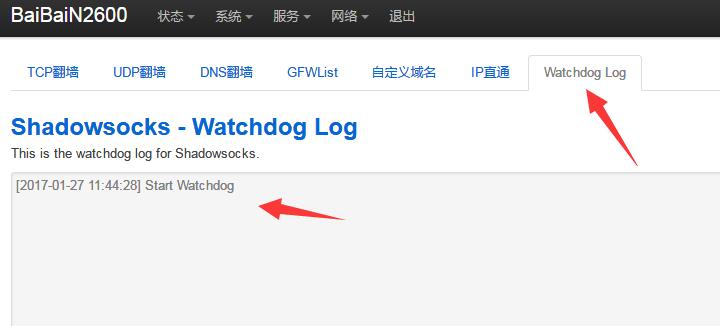 BaiBaiN2600 状态 系统 服务 网络 退出
TCP翻墙 UDP翻墙 DNS翻墙 GFWList 自定义域名 IP直通 Watchdog Log
Shadowsocks - Watchdog Log
This is the watchdog log for Shadowsocks.
[2017-01-27 11:44:28] Start Watchdog